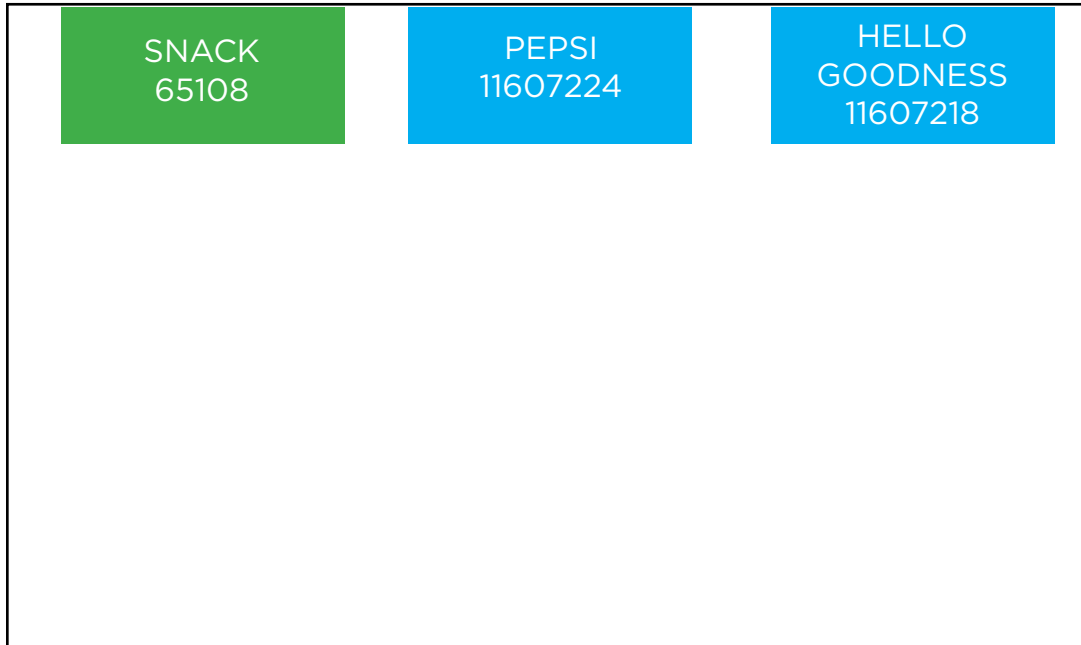 SNACK
65108
PEPSI
11607224
HELLO
GOODNESS
11607218